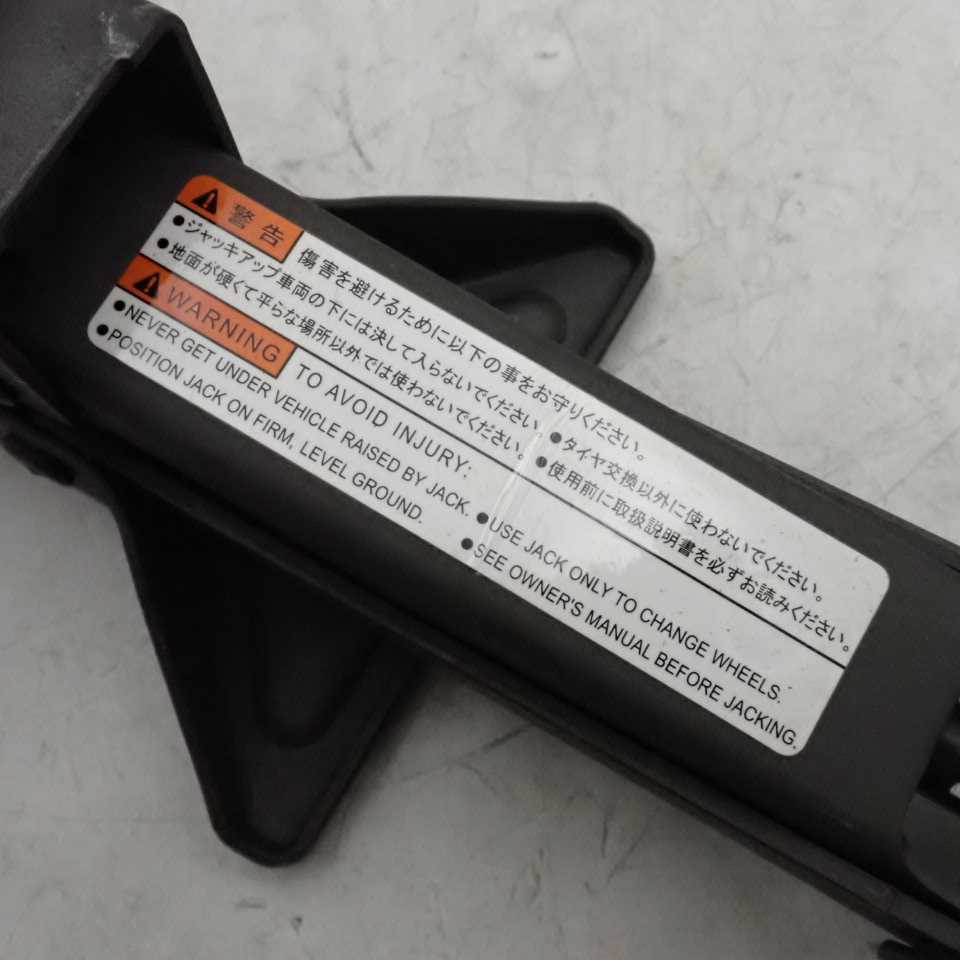 警告 傷害を避けるために以下の事をお守りください。
●ジャッキアップ車両の下には決して入らないでください。 ●タイヤ交換以外に使わないでください。
●地面が硬くて平らな場所以外では使わないでください。 ●使用前に取扱説明書を必ずお読みください。
WARNING TO AVOID INJURY:
●NEVER GET UNDER VEHICLE RAISED BY JACK. ●USE JACK ONLY TO CHANGE WHEELS.
●POSITION JACK ON FIRM, LEVEL GROUND. ●SEE OWNER'S MANUAL BEFORE JACKING.